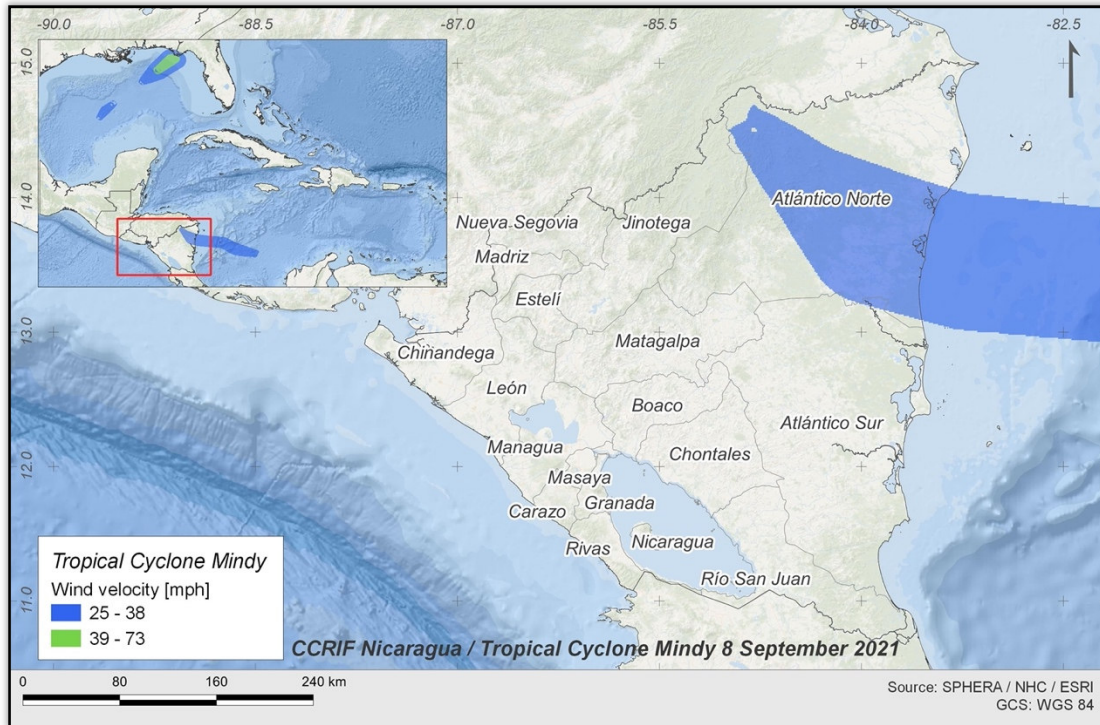 -90.0
-88.5
-87.0
-85.5
-84.0
-82.5
15.0
14.0
13.0
12.0
11.0
Atlántico Norte
Nueva Segovia
Jinotega
Madriz
Estelí
Chinandega
Matagalpa
León
Boaco
Atlántico Sur
Managua
Chontales
Masaya
Granada
Carazo
Nicaragua
Rivas
Río San Juan
Tropical Cyclone Mindy
Wind velocity [mph]
25 - 38
39 - 73
CCRIF Nicaragua / Tropical Cyclone Mindy 8 September 2021
0 80 160 240 km
Source: SPHERA / NHC / ESRI
GCS: WGS 84